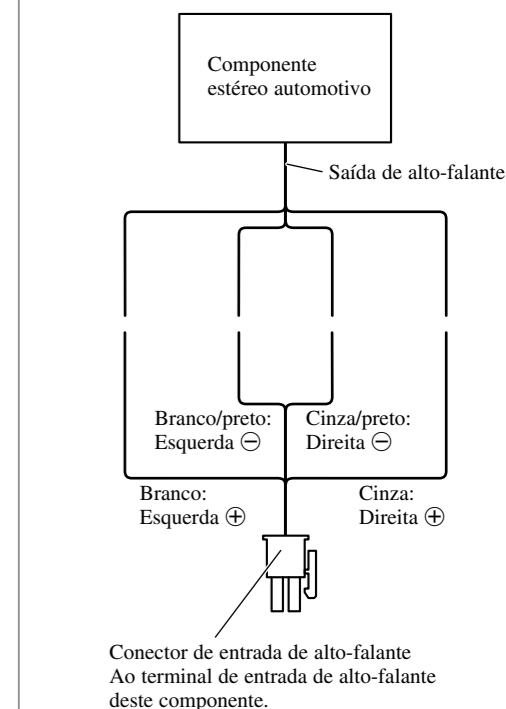 Componente
estéreo automotivo
Saída de alto-falante
Branco/preto:
Esquerda ⊖
Cinza/preto:
Direita ⊖
Branco:
Esquerda ⊕
Cinza:
Direita ⊕
Conector de entrada de alto-falante
Ao terminal de entrada de alto-falante
deste componente.